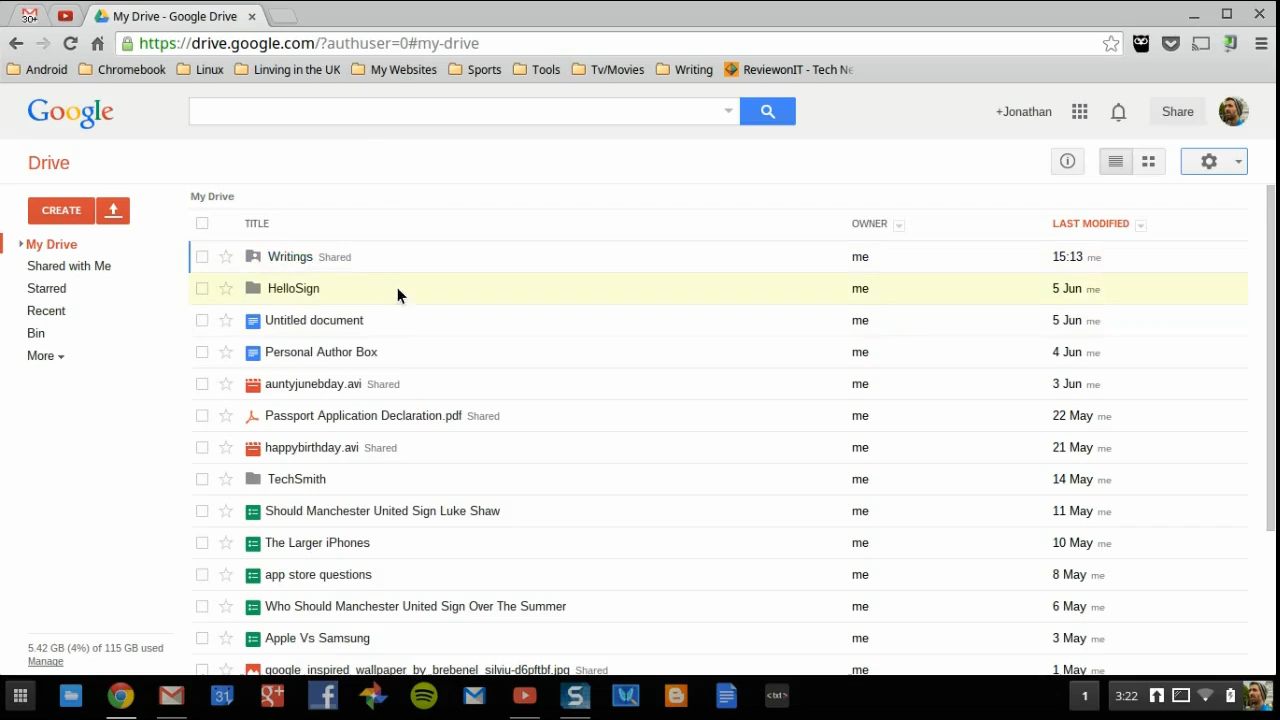 30+
My Drive - Google Drive
https://drive.google.com/?authuser=0#my-drive
Android Chromebook Linux Linving in the UK My Websites Sports Tools Tv/Movies Writing ReviewonIT - Tech Ne
Google +Jonathan Share
Drive
My Drive
CREATE
TITLE OWNER LAST MODIFIED
My Drive
Shared with Me
Starred
Recent
Bin
More
Writings Shared me 15:13 me
HelloSign me 5 Jun me
Untitled document me 5 Jun me
Personal Author Box me 4 Jun me
auntyjunebday.avi Shared me 3 Jun me
Passport Application Declaration.pdf Shared me 22 May me
happybirthday.avi Shared me 21 May me
TechSmith me 14 May me
Should Manchester United Sign Luke Shaw me 11 May me
The Larger iPhones me 10 May me
app store questions me 8 May me
Who Should Manchester United Sign Over The Summer me 6 May me
Apple Vs Samsung me 3 May me
google_inspired_wallpaper_by_brebenel_silviu-d6pftbf.jpg Shared me 1 May me
5.42 GB (4%) of 115 GB used
Manage
31 g+ f S B <txt> 1 3:22